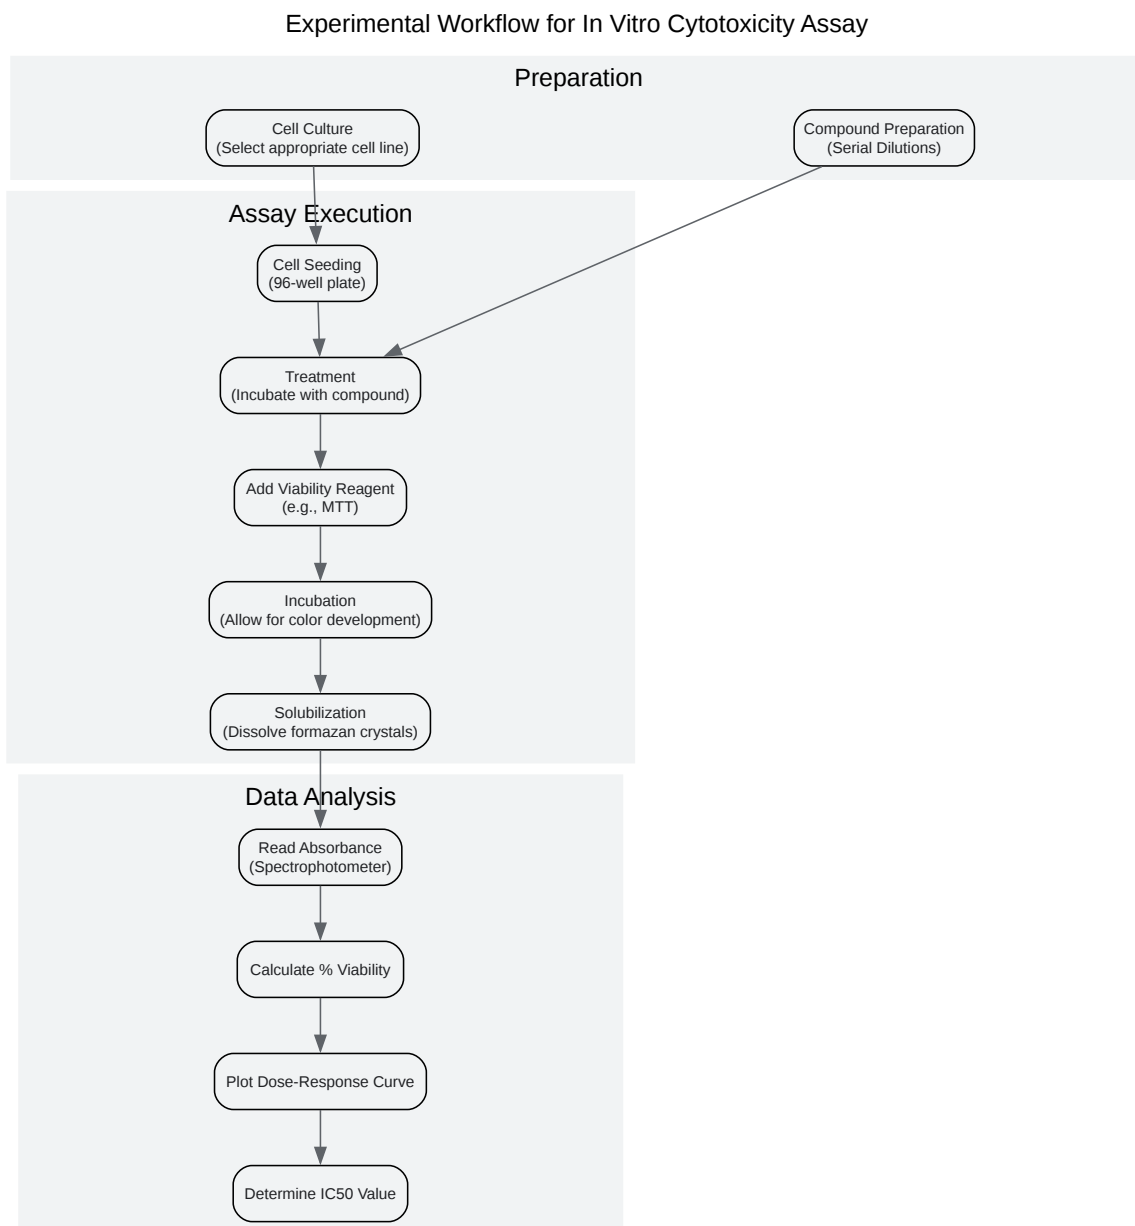 Experimental Workflow for In Vitro Cytotoxicity Assay
Preparation
Cell Culture
(Select appropriate cell line)
Compound Preparation
(Serial Dilutions)
Assay Execution
Cell Seeding
(96-well plate)
Treatment
(Incubate with compound)
Add Viability Reagent
(e.g., MTT)
Incubation
(Allow for color development)
Solubilization
(Dissolve formazan crystals)
Data Analysis
Read Absorbance
(Spectrophotometer)
Calculate % Viability
Plot Dose-Response Curve
Determine IC50 Value